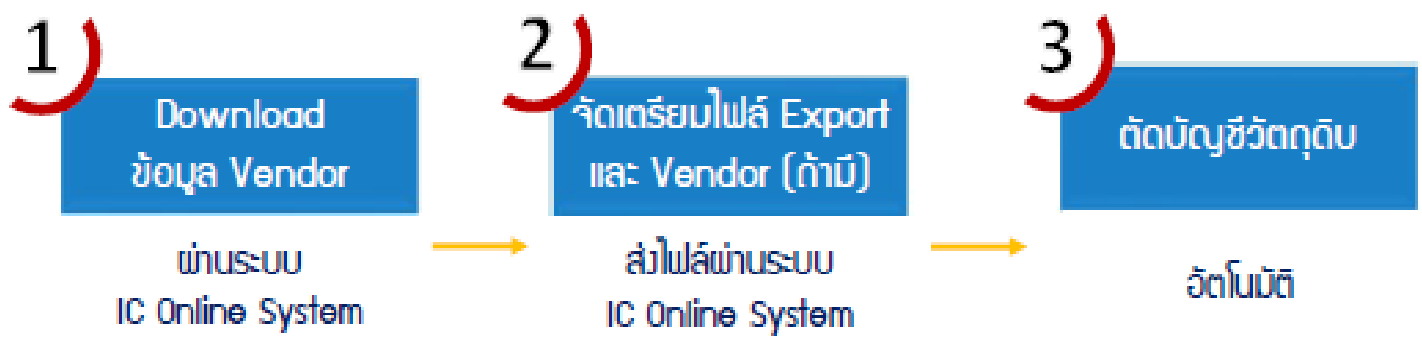 1
Download
ข้อมูล Vendor
ผ่านระบบ
IC Online System
2
จัดเตรียมไฟล์ Export
และ Vendor (ถ้ามี)
ส่งไฟล์ผ่านระบบ
IC Online System
3
ตัดบัญชีวัตถุดิบ
อัตโนมัติ